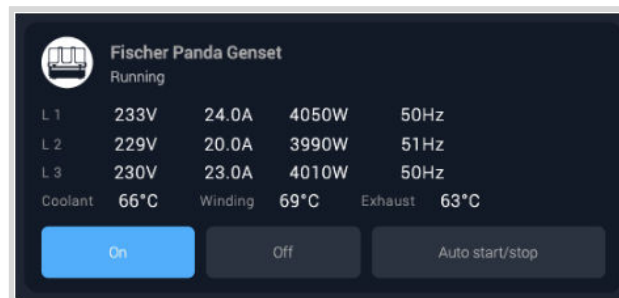 Fischer Panda Genset
Running
L 1 233V 24.0A 4050W 50Hz
L 2 229V 20.0A 3990W 51Hz
L 3 230V 23.0A 4010W 50Hz
Coolant 66°C Winding 69°C Exhaust 63°C
On Off Auto start/stop